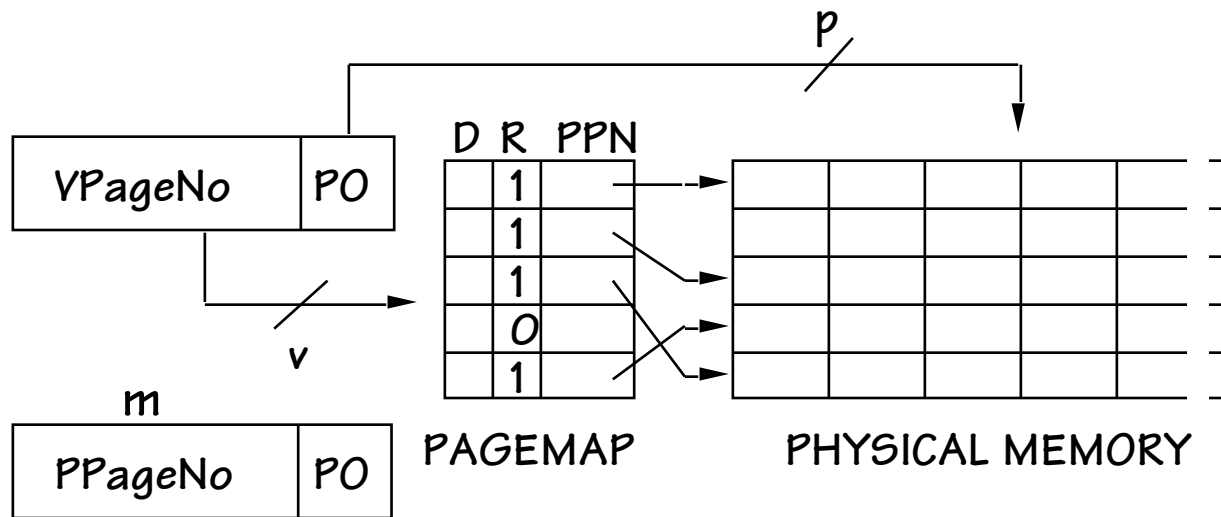 p
D R PPN
VPageNo PO
1
1
1
0
1
v
m
PPageNo PO
PAGEMAP
PHYSICAL MEMORY